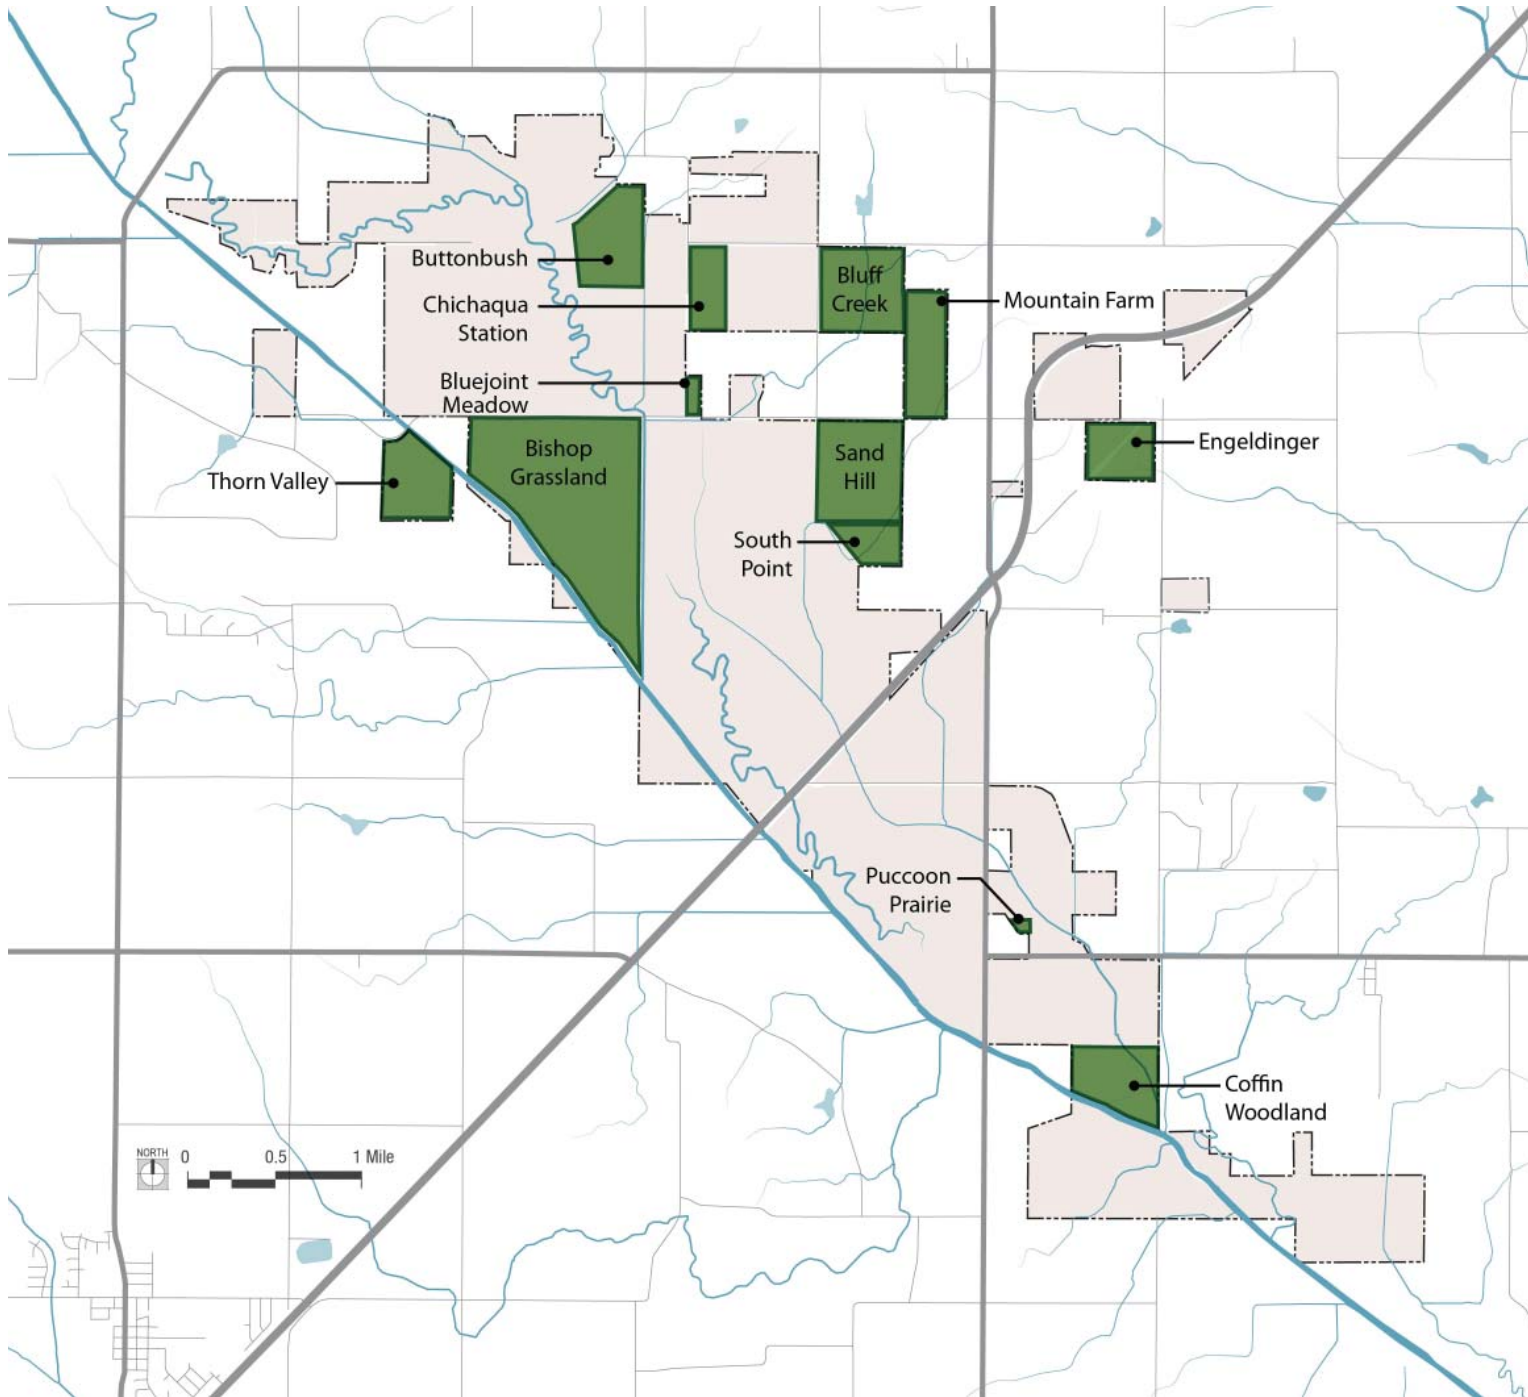 Buttonbush
Chichaqua
Station
Bluff
Creek
Mountain Farm
Bluejoint
Meadow
Bishop
Grassland
Sand
Hill
Engeldinger
Thorn Valley
South
Point
Puccoon
Prairie
Coffin
Woodland
NORTH
0 0.5 1 Mile